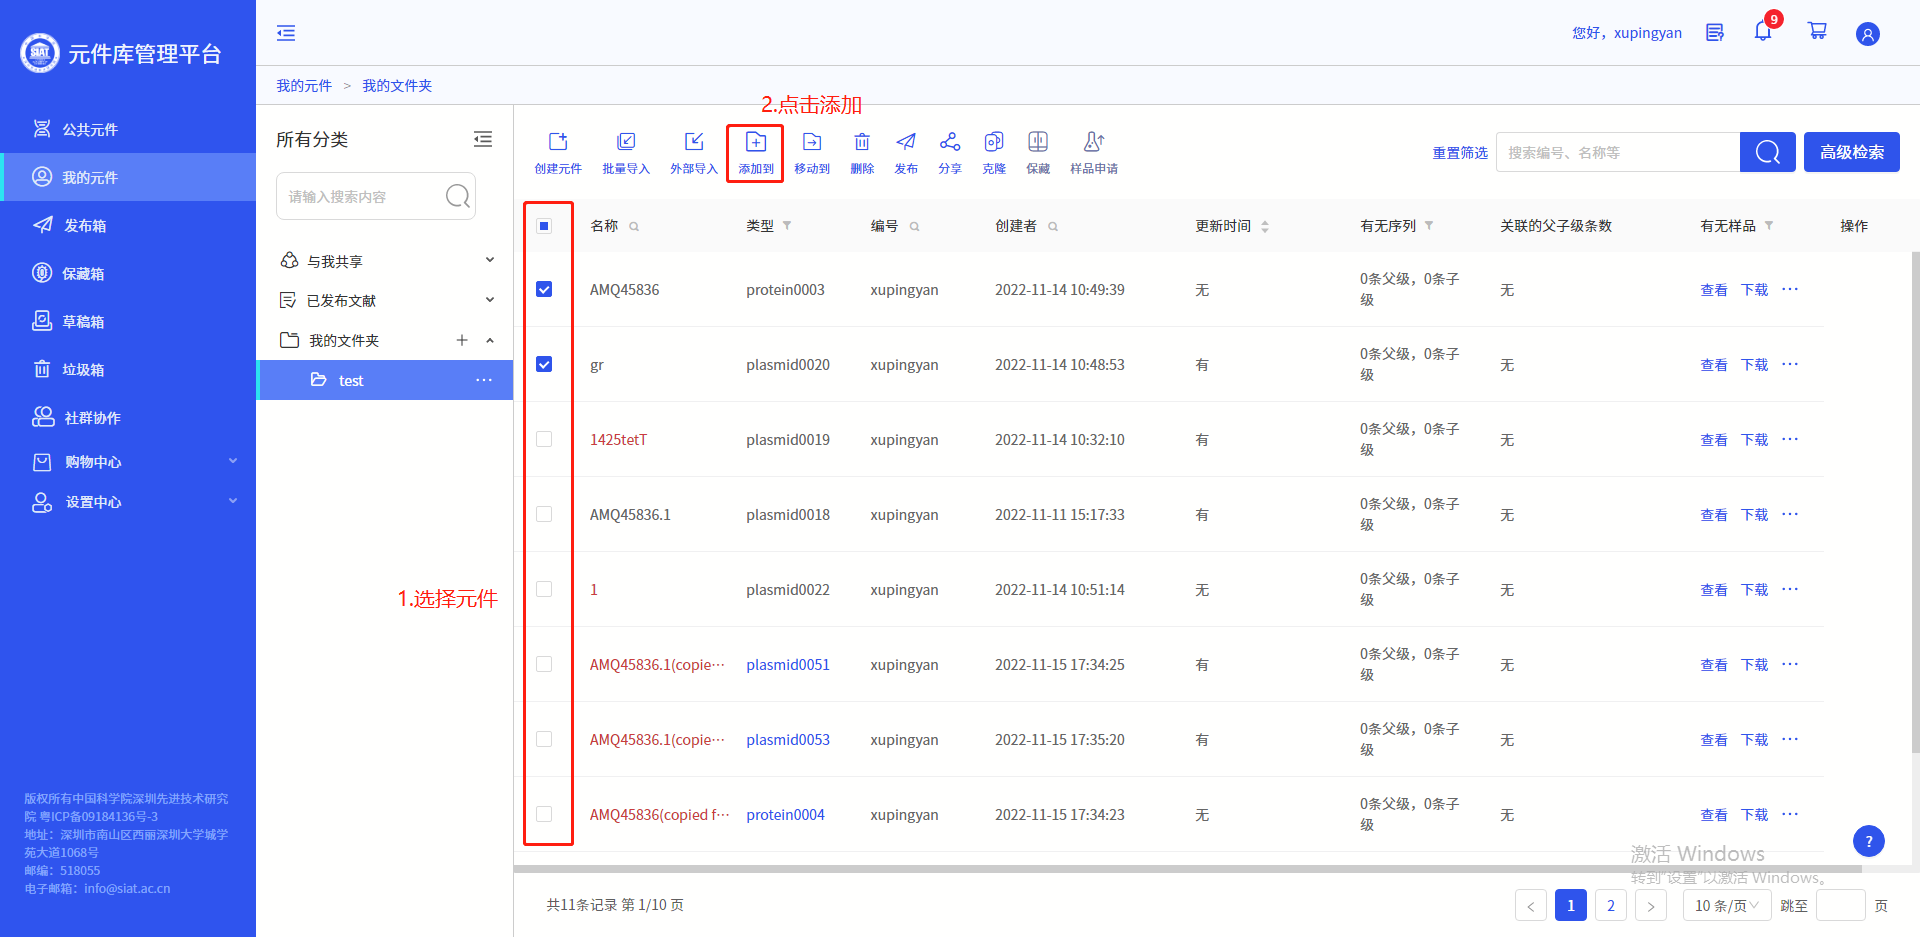 SIAT 元件库管理平台
您好，xupingyan
9
公共元件
我的元件
发布箱
保藏箱
草稿箱
垃圾箱
社群协作
购物中心
设置中心
版权所有中国科学院深圳先进技术研究
院 粤ICP备09184136号-3
地址：深圳市南山区西丽深圳大学城学
苑大道1068号
邮编：518055
电子邮箱：info@siat.ac.cn
我的元件 > 我的文件夹
所有分类
请输入搜索内容
与我共享
已发布文献
我的文件夹 +
test ···
1.选择元件
2.点击添加
创建元件 批量导入 外部导入 添加到 移动到 删除 发布 分享 克隆 保藏 样品申请
重置筛选 搜索编号、名称等 高级检索
名称 类型 编号 创建者 更新时间 有无序列 关联的父子级条数 有无样品 操作
AMQ45836 protein0003 xupingyan 2022-11-14 10:49:39 无 0条父级，0条子 无 查看 下载 ···
级
gr plasmid0020 xupingyan 2022-11-14 10:48:53 有 0条父级，0条子 无 查看 下载 ···
级
1425tetT plasmid0019 xupingyan 2022-11-14 10:32:10 有 0条父级，0条子 无 查看 下载 ···
级
AMQ45836.1 plasmid0018 xupingyan 2022-11-11 15:17:33 有 0条父级，0条子 无 查看 下载 ···
级
1 plasmid0022 xupingyan 2022-11-14 10:51:14 无 0条父级，0条子 无 查看 下载 ···
级
AMQ45836.1(copie··· plasmid0051 xupingyan 2022-11-15 17:34:25 有 0条父级，0条子 无 查看 下载 ···
级
AMQ45836.1(copie··· plasmid0053 xupingyan 2022-11-15 17:35:20 有 0条父级，0条子 无 查看 下载 ···
级
AMQ45836(copied f··· protein0004 xupingyan 2022-11-15 17:34:23 无 0条父级，0条子 无 查看 下载 ···
级
?
激活 Windows
转到"设置"以激活 Windows。
共11条记录 第 1/10 页
< 1 2 > 10 条/页 跳至 页